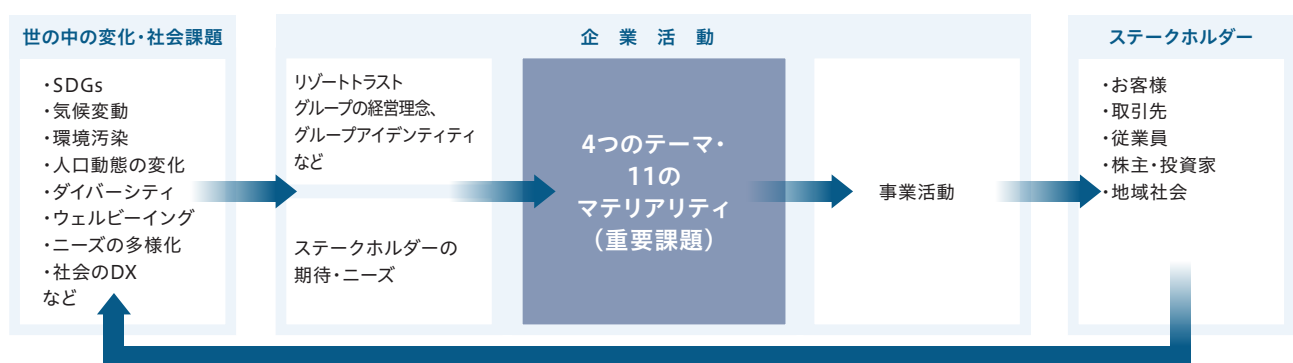 世の中の変化・社会課題
・SDGs
・気候変動
・環境汚染
・人口動態の変化
・ダイバーシティ
・ウェルビーイング
・ニーズの多様化
・社会のDX
など
企業活動
リゾートトラスト
グループの経営理念、
グループアイデンティティ
など
ステークホルダーの
期待・ニーズ
4つのテーマ・
11の
マテリアリティ
（重要課題）
事業活動
ステークホルダー
・お客様
・取引先
・従業員
・株主・投資家
・地域社会